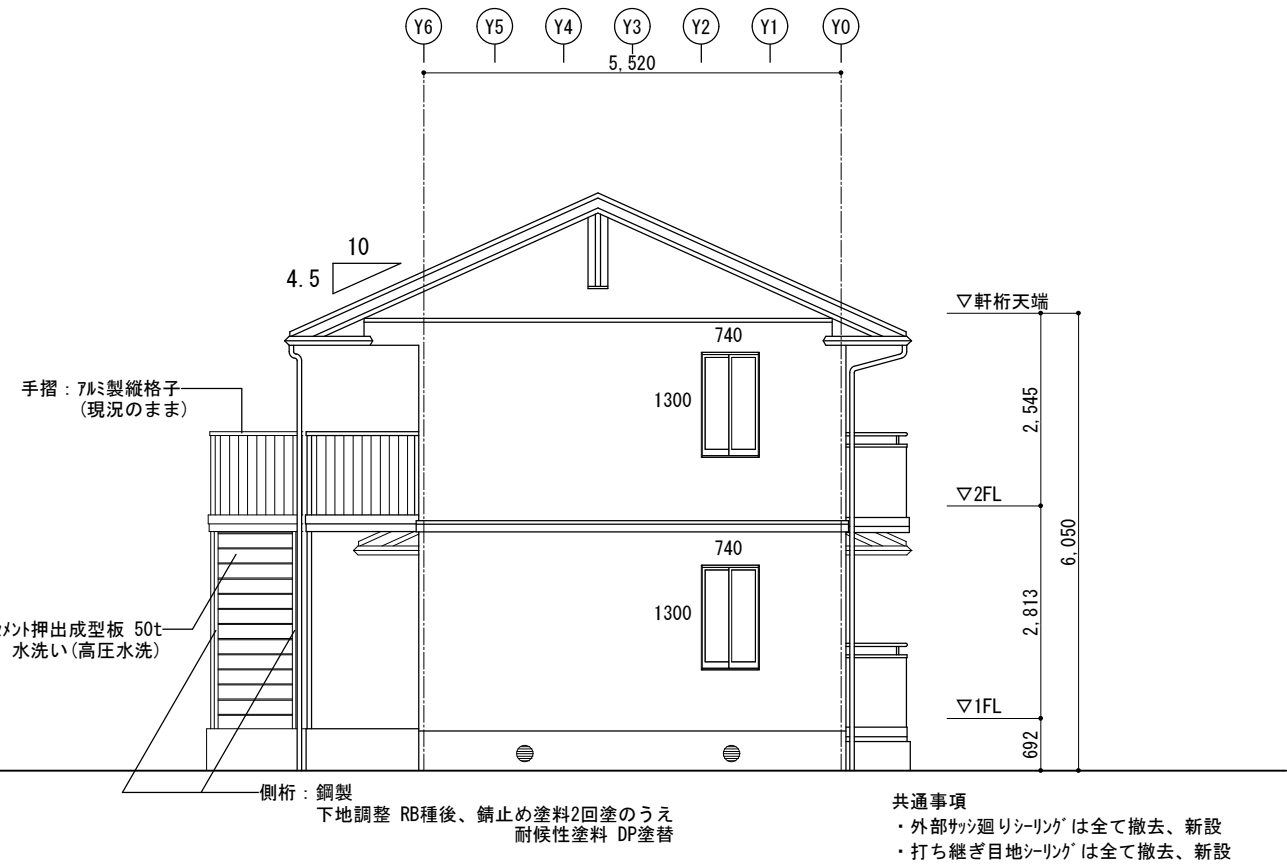 Y6 Y5 Y4 Y3 Y2 Y1 Y0
5,520
10
4.5
▽軒桁天端
740
手摺：ｱﾙﾐ製縦格子
(現況のまま)
1300
2,545
▽2FL
6,050
740
1300
2,813
ﾒﾝﾄ押出成型板 50t
水洗い(高圧水洗)
▽1FL
692
側桁：鋼製
下地調整 RB種後、錆止め塗料2回塗のうえ
耐候性塗料 DP塗替
共通事項
・外部ｻｯｼ廻りｼｰﾘﾝｸﾞは全て撤去、新設
・打ち継ぎ目地ｼｰﾘﾝｸﾞは全て撤去、新設